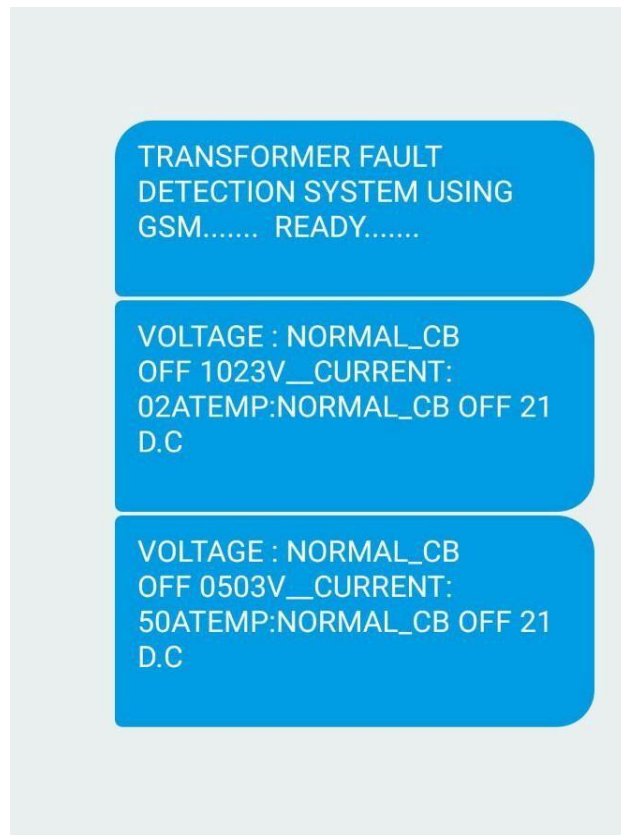 TRANSFORMER FAULT
DETECTION SYSTEM USING
GSM....... READY.......
VOLTAGE : NORMAL_CB
OFF 1023V__CURRENT:
02ATEMP:NORMAL_CB OFF 21
D.C
VOLTAGE : NORMAL_CB
OFF 0503V__CURRENT:
50ATEMP:NORMAL_CB OFF 21
D.C